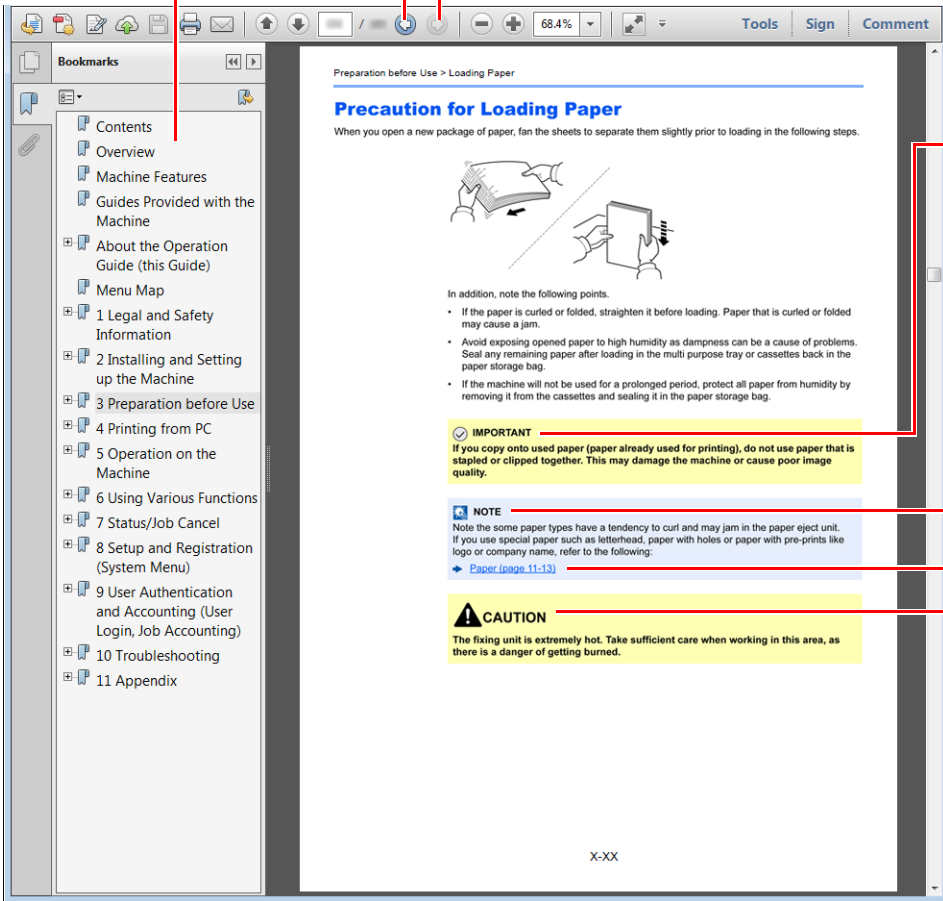 / 68.4% Tools Sign Comment
Bookmarks
Contents
Overview
Machine Features
Guides Provided with the
Machine
About the Operation
Guide (this Guide)
Menu Map
1 Legal and Safety
Information
2 Installing and Setting
up the Machine
3 Preparation before Use
4 Printing from PC
5 Operation on the
Machine
6 Using Various Functions
7 Status/Job Cancel
8 Setup and Registration
(System Menu)
9 User Authentication
and Accounting (User
Login, Job Accounting)
10 Troubleshooting
11 Appendix
Preparation before Use > Loading Paper
Precaution for Loading Paper
When you open a new package of paper, fan the sheets to separate them slightly prior to loading in the following steps.
In addition, note the following points.
• If the paper is curled or folded, straighten it before loading. Paper that is curled or folded
may cause a jam.
• Avoid exposing opened paper to high humidity as dampness can be a cause of problems.
Seal any remaining paper after loading in the multi purpose tray or cassettes back in the
paper storage bag.
• If the machine will not be used for a prolonged period, protect all paper from humidity by
removing it from the cassettes and sealing it in the paper storage bag.
IMPORTANT
If you copy onto used paper (paper already used for printing), do not use paper that is
stapled or clipped together. This may damage the machine or cause poor image
quality.
NOTE
Note the some paper types have a tendency to curl and may jam in the paper eject unit.
If you use special paper such as letterhead, paper with holes or paper with pre-prints like
logo or company name, refer to the following:
Paper (page 11-13)
CAUTION
The fixing unit is extremely hot. Take sufficient care when working in this area, as
there is a danger of getting burned.
X-XX